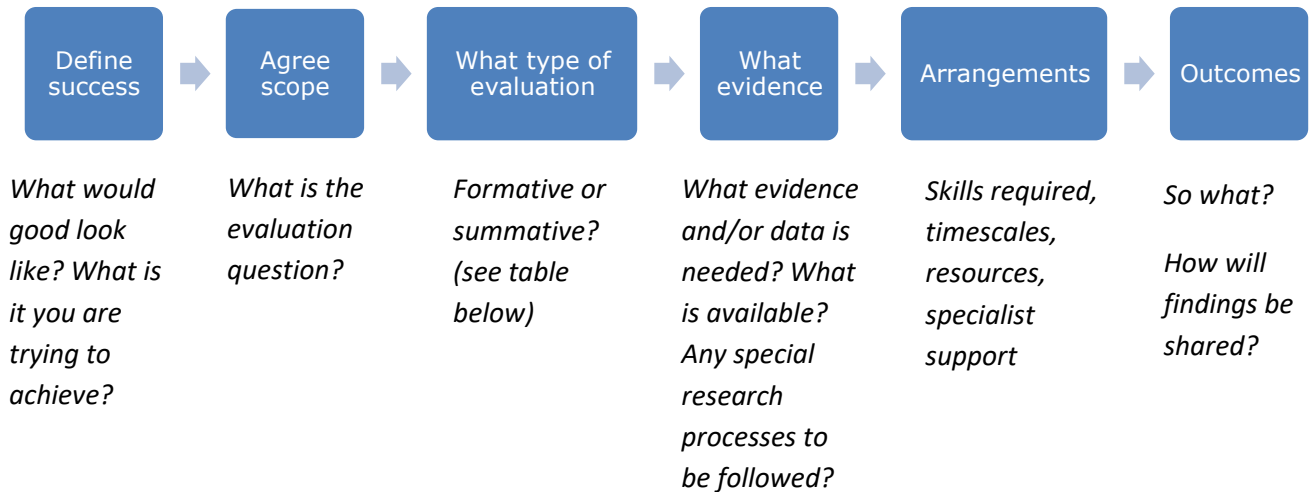 Define
success
Agree
scope
What type of
evaluation
What
evidence
Arrangements
Outcomes
What would
good look
like? What is
it you are
trying to
achieve?
What is the
evaluation
question?
Formative or
summative?
(see table
below)
What evidence
and/or data is
needed? What
is available?
Any special
research
processes to
be followed?
Skills required,
timescales,
resources,
specialist
support
So what?
How will
findings be
shared?